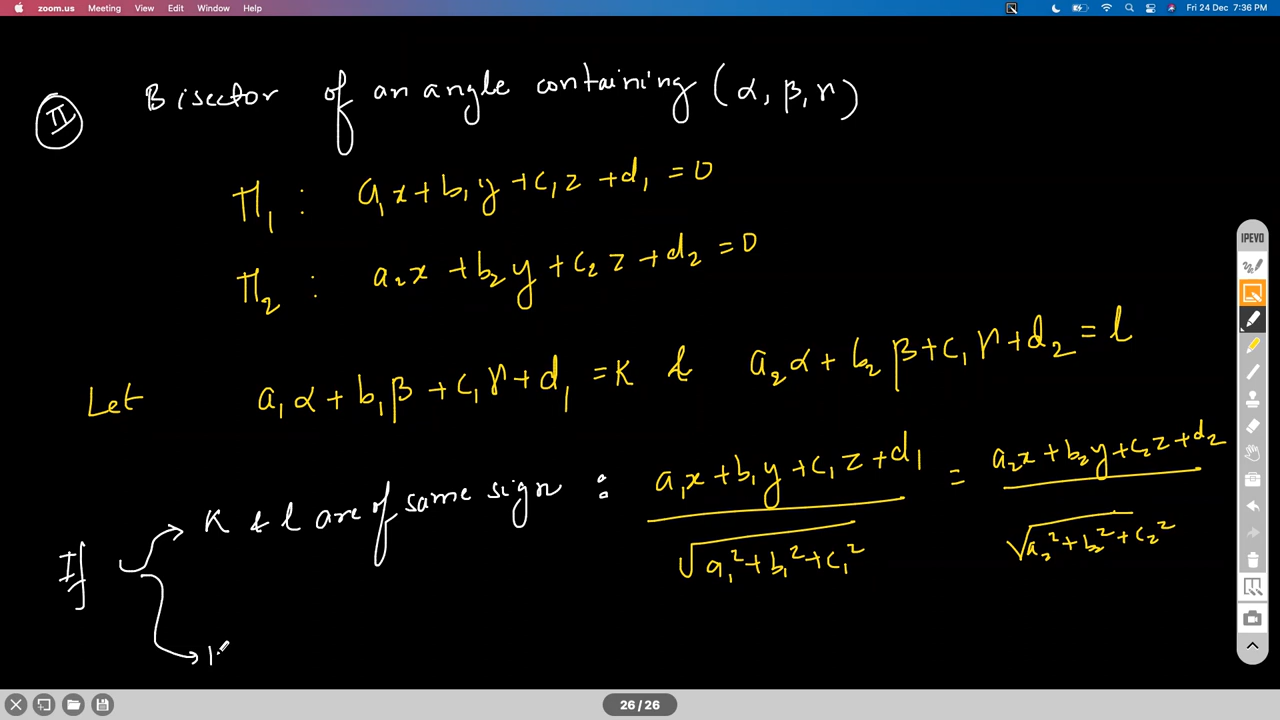 zoom.us Meeting View Edit Window Help Fri 24 Dec 7:36 PM
II Bisector of an angle containing (α, β, γ)
π₁ : a₁x + b₁y + c₁z + d₁ = 0
π₂ : a₂x + b₂y + c₂z + d₂ = 0
Let a₁α + b₁β + c₁γ + d₁ = K & a₂α + b₂β + c₁γ + d₂ = l
If → K & l are of same sign : (a₁x + b₁y + c₁z + d₁)/√(a₁² + b₁² + c₁²) = (a₂x + b₂y + c₂z + d₂)/√(a₂² + b₂² + c₂²)
→
IPEVO
26 / 26